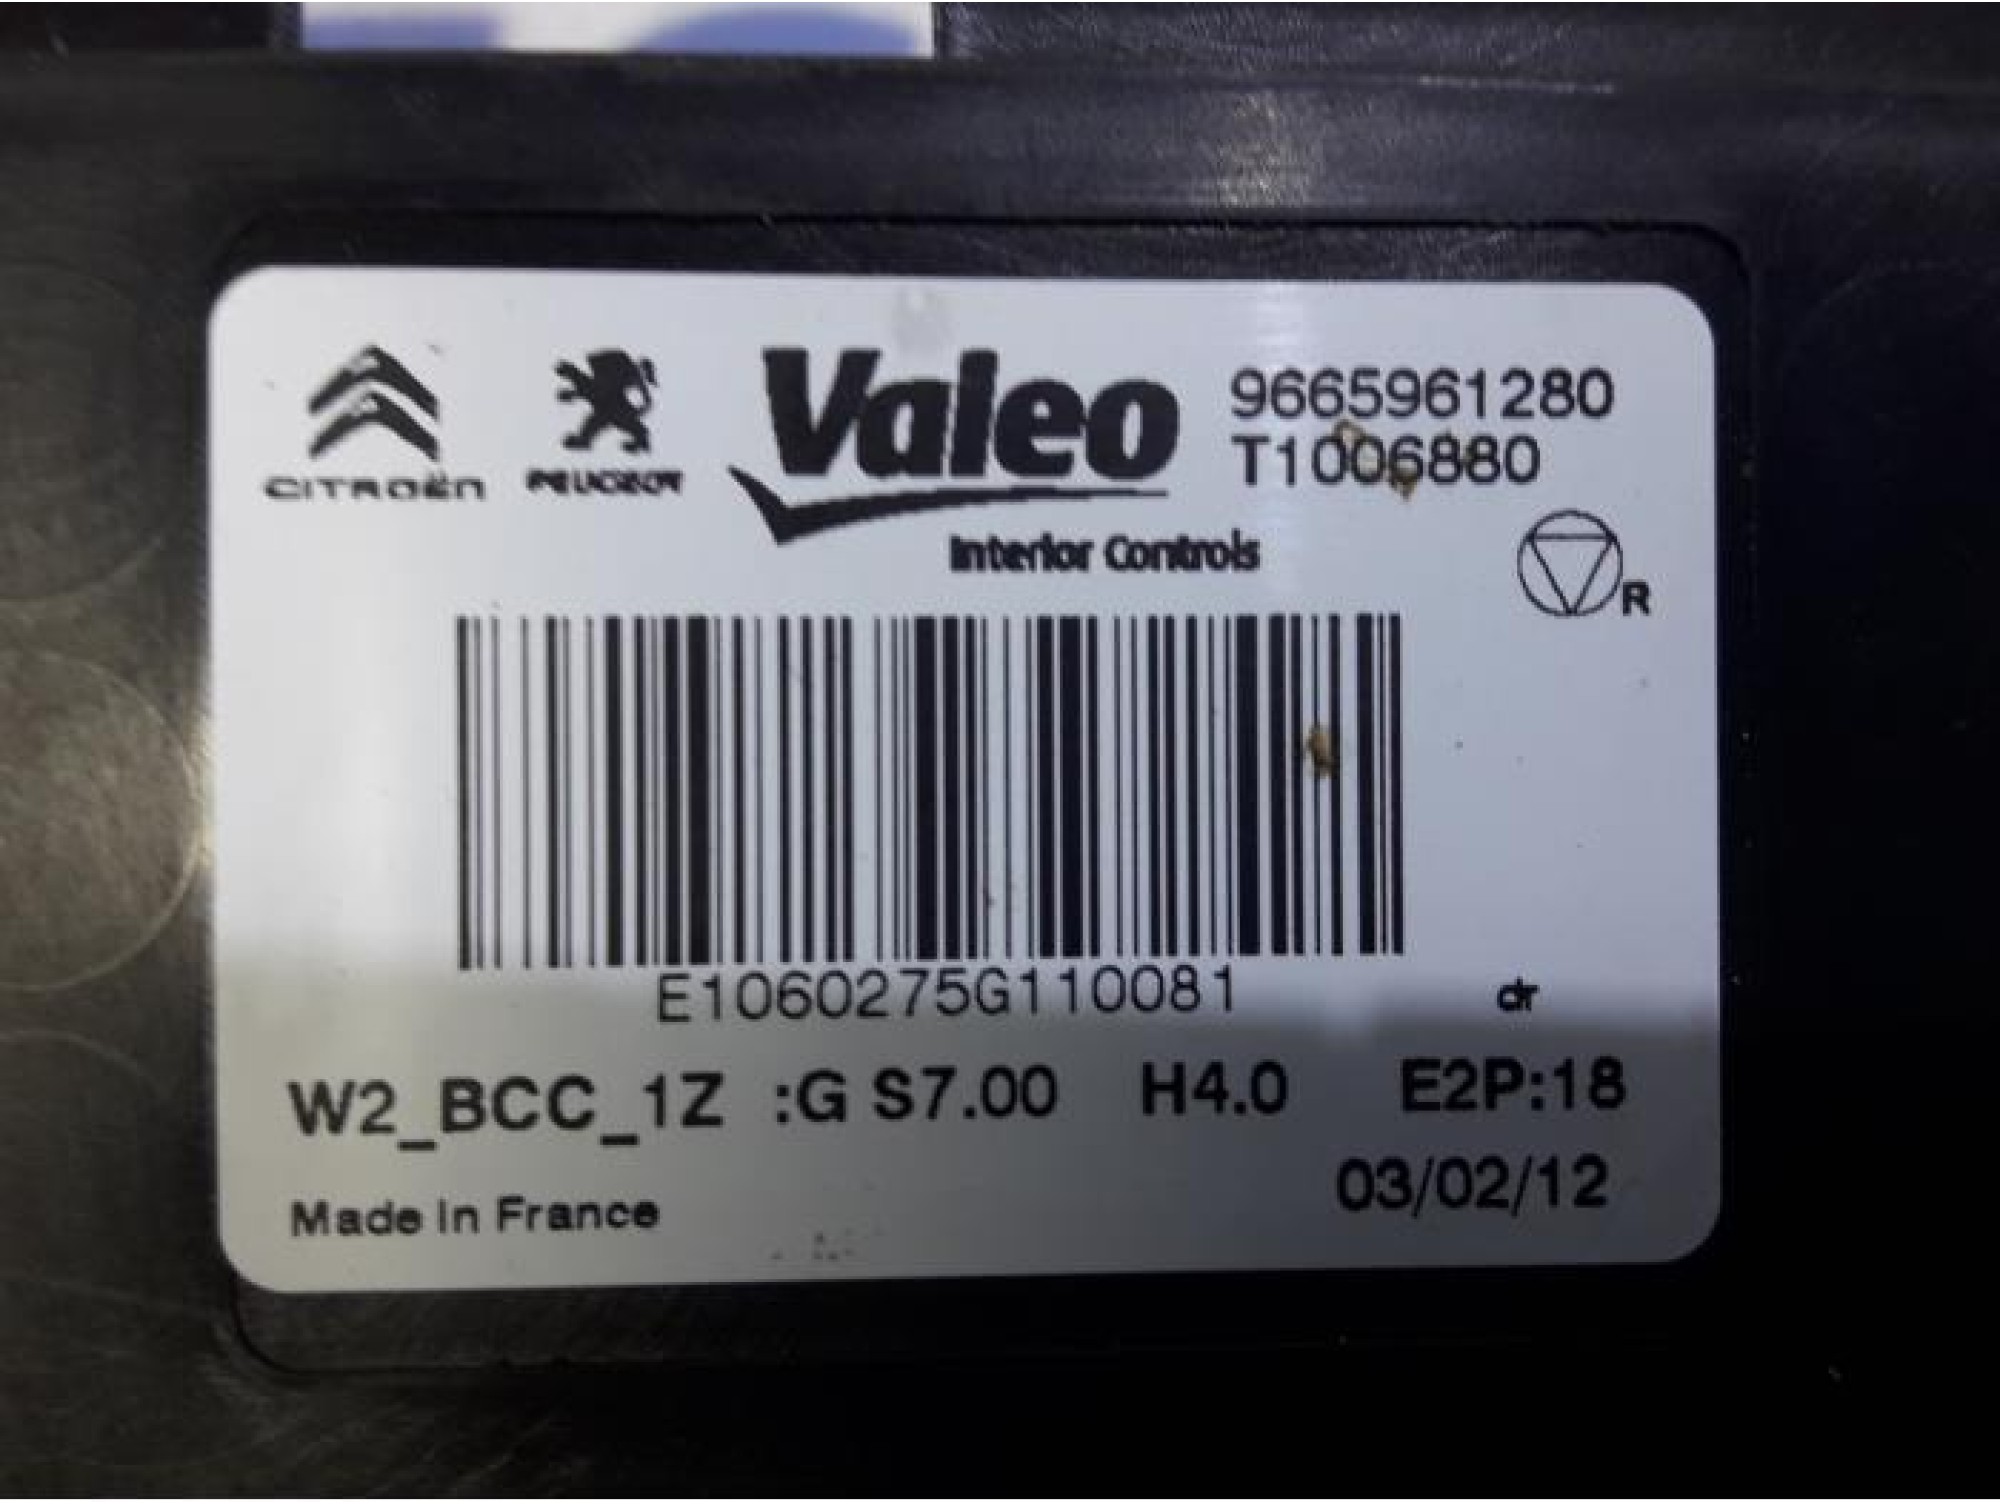 CITROËN PEUGEOT Valeo 9665961280
T1006880
Interior Controls
R
E1060275G110081 dr
W2_BCC_1Z :G S7.00 H4.0 E2P:18
03/02/12
Made in France